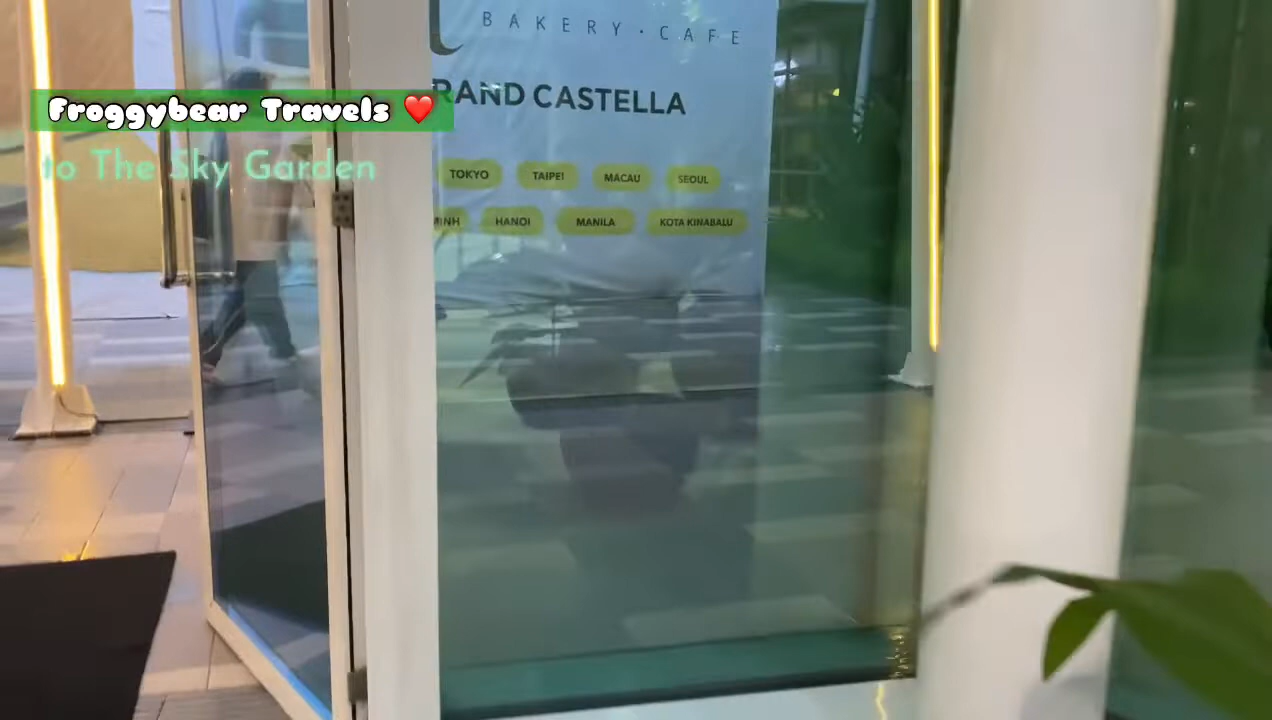 BAKERY · CAFE
RAND CASTELLA
Froggybear Travels ❤️
to The Sky Garden
TOKYO TAIPEI MACAU SEOUL
MINH HANOI MANILA KOTA KINABALU